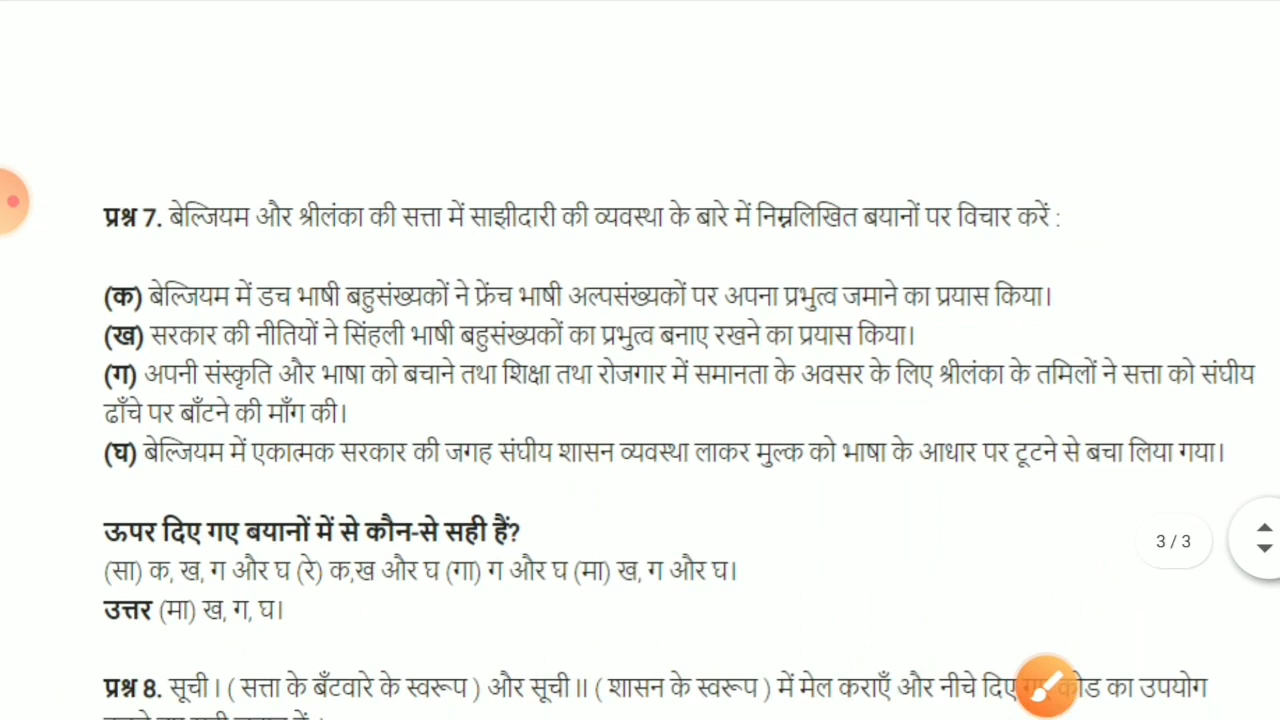 प्रश्न 7. बेल्जियम और श्रीलंका की सत्ता में साझीदारी की व्यवस्था के बारे में निम्नलिखित बयानों पर विचार करें :
(क) बेल्जियम में डच भाषी बहुसंख्यकों ने फ्रेंच भाषी अल्पसंख्यकों पर अपना प्रभुत्व जमाने का प्रयास किया।
(ख) सरकार की नीतियों ने सिंहली भाषी बहुसंख्यकों का प्रभुत्व बनाए रखने का प्रयास किया।
(ग) अपनी संस्कृति और भाषा को बचाने तथा शिक्षा तथा रोजगार में समानता के अवसर के लिए श्रीलंका के तमिलों ने सत्ता को संघीय
ढाँचे पर बाँटने की माँग की।
(घ) बेल्जियम में एकात्मक सरकार की जगह संघीय शासन व्यवस्था लाकर मुल्क को भाषा के आधार पर टूटने से बचा लिया गया।
ऊपर दिए गए बयानों में से कौन-से सही हैं?
3 / 3
(सा) क, ख, ग और घ (रे) क,ख और घ (गा) ग और घ (मा) ख, ग और घ।
उत्तर (मा) ख, ग, घ।
प्रश्न 8. सूची। ( सत्ता के बँटवारे के स्वरूप ) और सूची॥ ( शासन के स्वरूप ) में मेल कराएँ और नीचे दिए का उपयोग